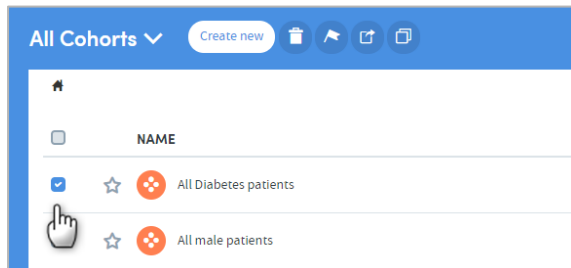 All Cohorts Create new
NAME
All Diabetes patients
All male patients